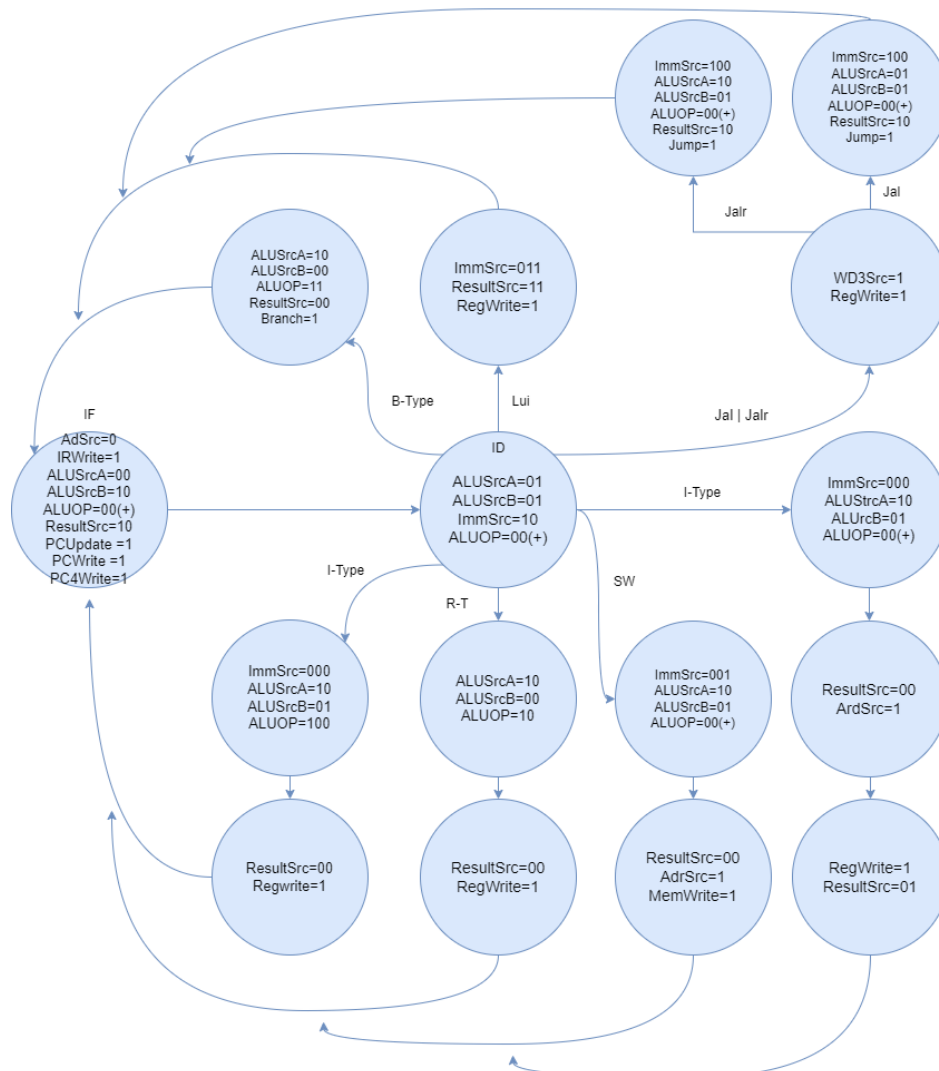 ImmSrc=100
ALUSrcA=10
ALUSrcB=01
ALUOP=00(+)
ResultSrc=10
Jump=1
ImmSrc=100
ALUSrcA=01
ALUSrcB=01
ALUOP=00(+)
ResultSrc=10
Jump=1
Jalr
Jal
ALUSrcA=10
ALUSrcB=00
ALUOP=11
ResultSrc=00
Branch=1
ImmSrc=011
ResultSrc=11
RegWrite=1
WD3Src=1
RegWrite=1
B-Type
Lui
Jal | Jalr
IF
AdSrc=0
IRWrite=1
ALUSrcA=00
ALUSrcB=10
ALUOP=00(+)
ResultSrc=10
PCUpdate =1
PCWrite =1
PC4Write=1
ID
ALUSrcA=01
ALUSrcB=01
ImmSrc=10
ALUOP=00(+)
I-Type
ImmSrc=000
ALUStrcA=10
ALUrcB=01
ALUOP=00(+)
I-Type
R-T
SW
ImmSrc=000
ALUSrcA=10
ALUSrcB=01
ALUOP=100
ALUSrcA=10
ALUSrcB=00
ALUOP=10
ImmSrc=001
ALUSrcA=10
ALUSrcB=01
ALUOP=00(+)
ResultSrc=00
ArdSrc=1
ResultSrc=00
Regwrite=1
ResultSrc=00
RegWrite=1
ResultSrc=00
AdrSrc=1
MemWrite=1
RegWrite=1
ResultSrc=01